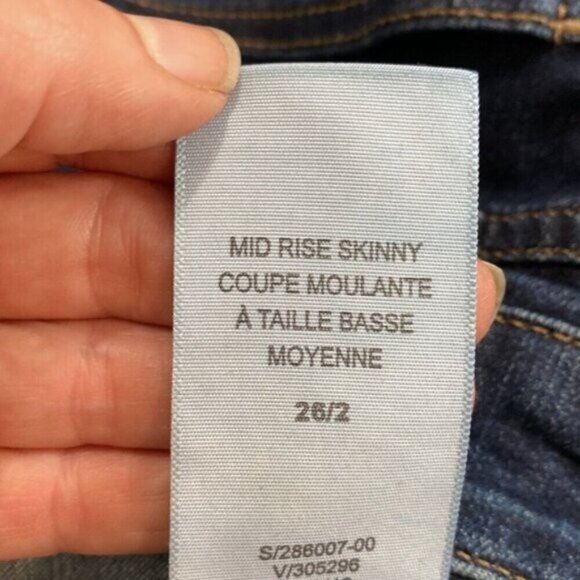 MID RISE SKINNY
COUPE MOULANTE
À TAILLE BASSE
MOYENNE
26/2
S/286007-00
V/305296